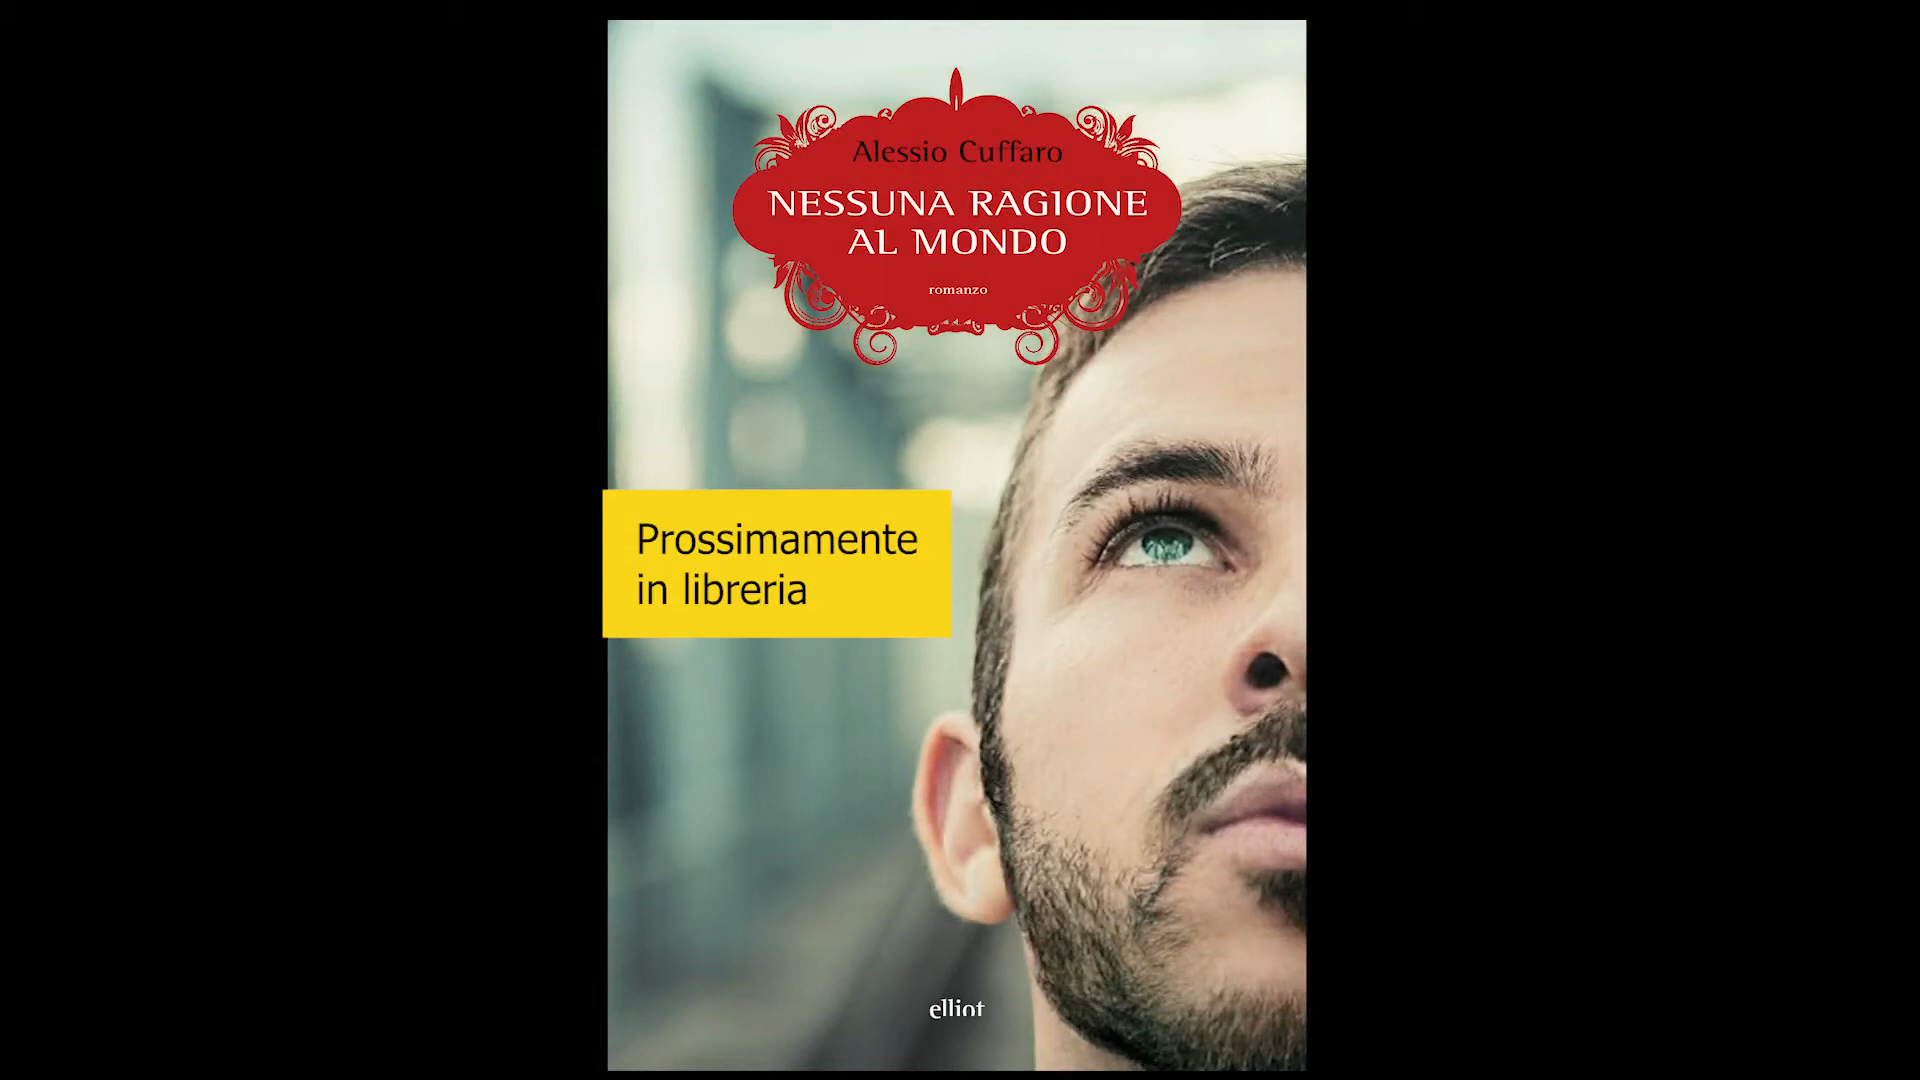 Alessio Cuffaro
NESSUNA RAGIONE
AL MONDO
romanzo
Prossimamente
in libreria
elliot